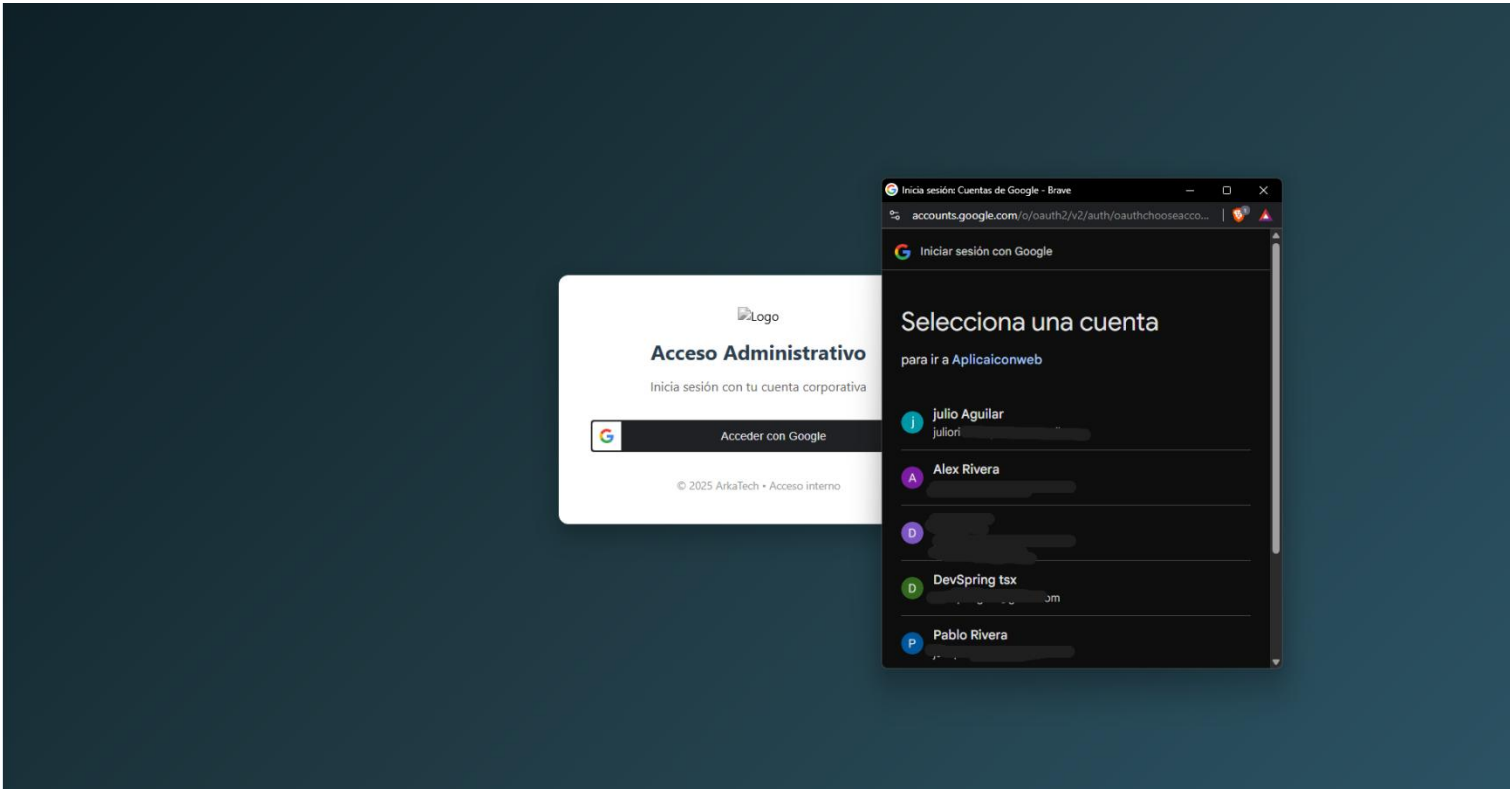 Logo
Acceso Administrativo
Inicia sesión con tu cuenta corporativa
Acceder con Google
© 2025 ArkaTech • Acceso interno
Inicia sesión: Cuentas de Google - Brave
accounts.google.com/o/oauth2/v2/auth/oauthchooseacco...
Iniciar sesión con Google
Selecciona una cuenta
para ir a Aplicaiconweb
j
julio Aguilar
juliori
A
Alex Rivera
D
D
DevSpring tsx
om
P
Pablo Rivera